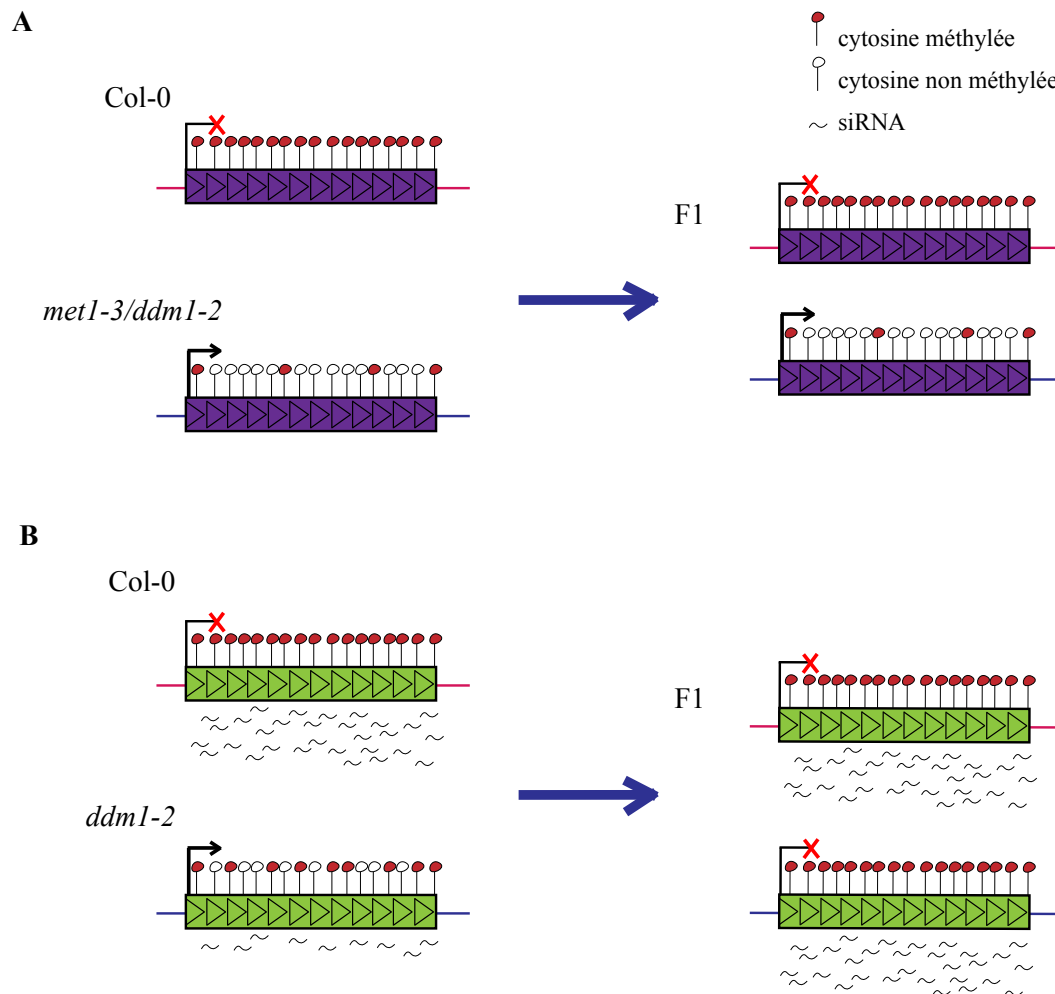 A
cytosine méthylée
cytosine non méthylée
siRNA
Col-0
F1
met1-3/ddm1-2
B
Col-0
F1
ddm1-2